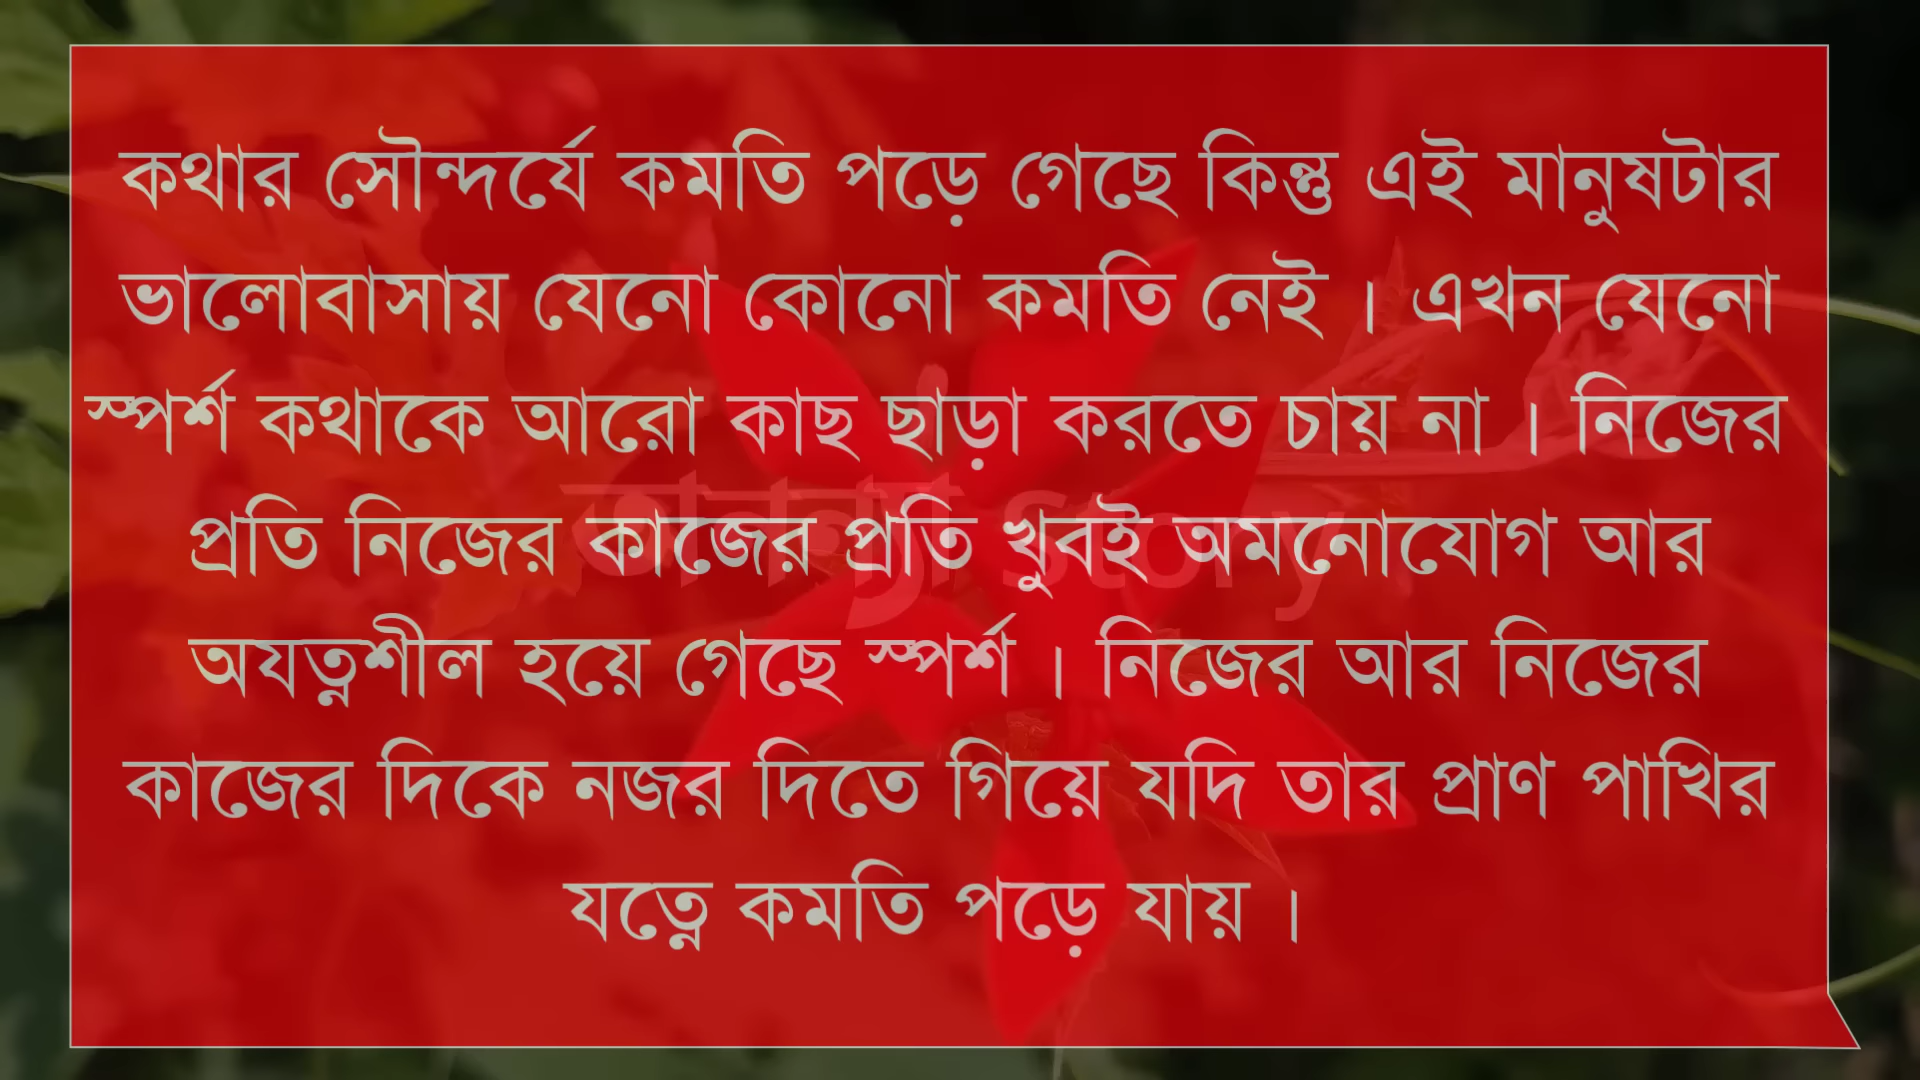 কথার সৌন্দর্যে কমতি পড়ে গেছে কিন্তু এই মানুষটার
ভালোবাসায় যেনো কোনো কমতি নেই । এখন যেনো
স্পর্শ কথাকে আরো কাছ ছাড়া করতে চায় না । নিজের
প্রতি নিজের কাজের প্রতি খুবই অমনোযোগ আর
অযত্নশীল হয়ে গেছে স্পর্শ । নিজের আর নিজের
কাজের দিকে নজর দিতে গিয়ে যদি তার প্রাণ পাখির
যত্নে কমতি পড়ে যায় ।
Story